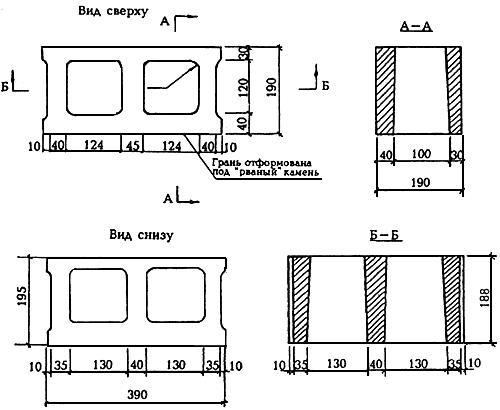 Вид сверху
А
А—А
Б
Б
30
120
40
190
10 40 124 45 124 40 10
Грань отформована
под "рваный" камень
А
40 100 30
190
Вид снизу
Б—Б
195
188
10 35 130 40 130 35 10
390
10 35 130 40 130 35 10